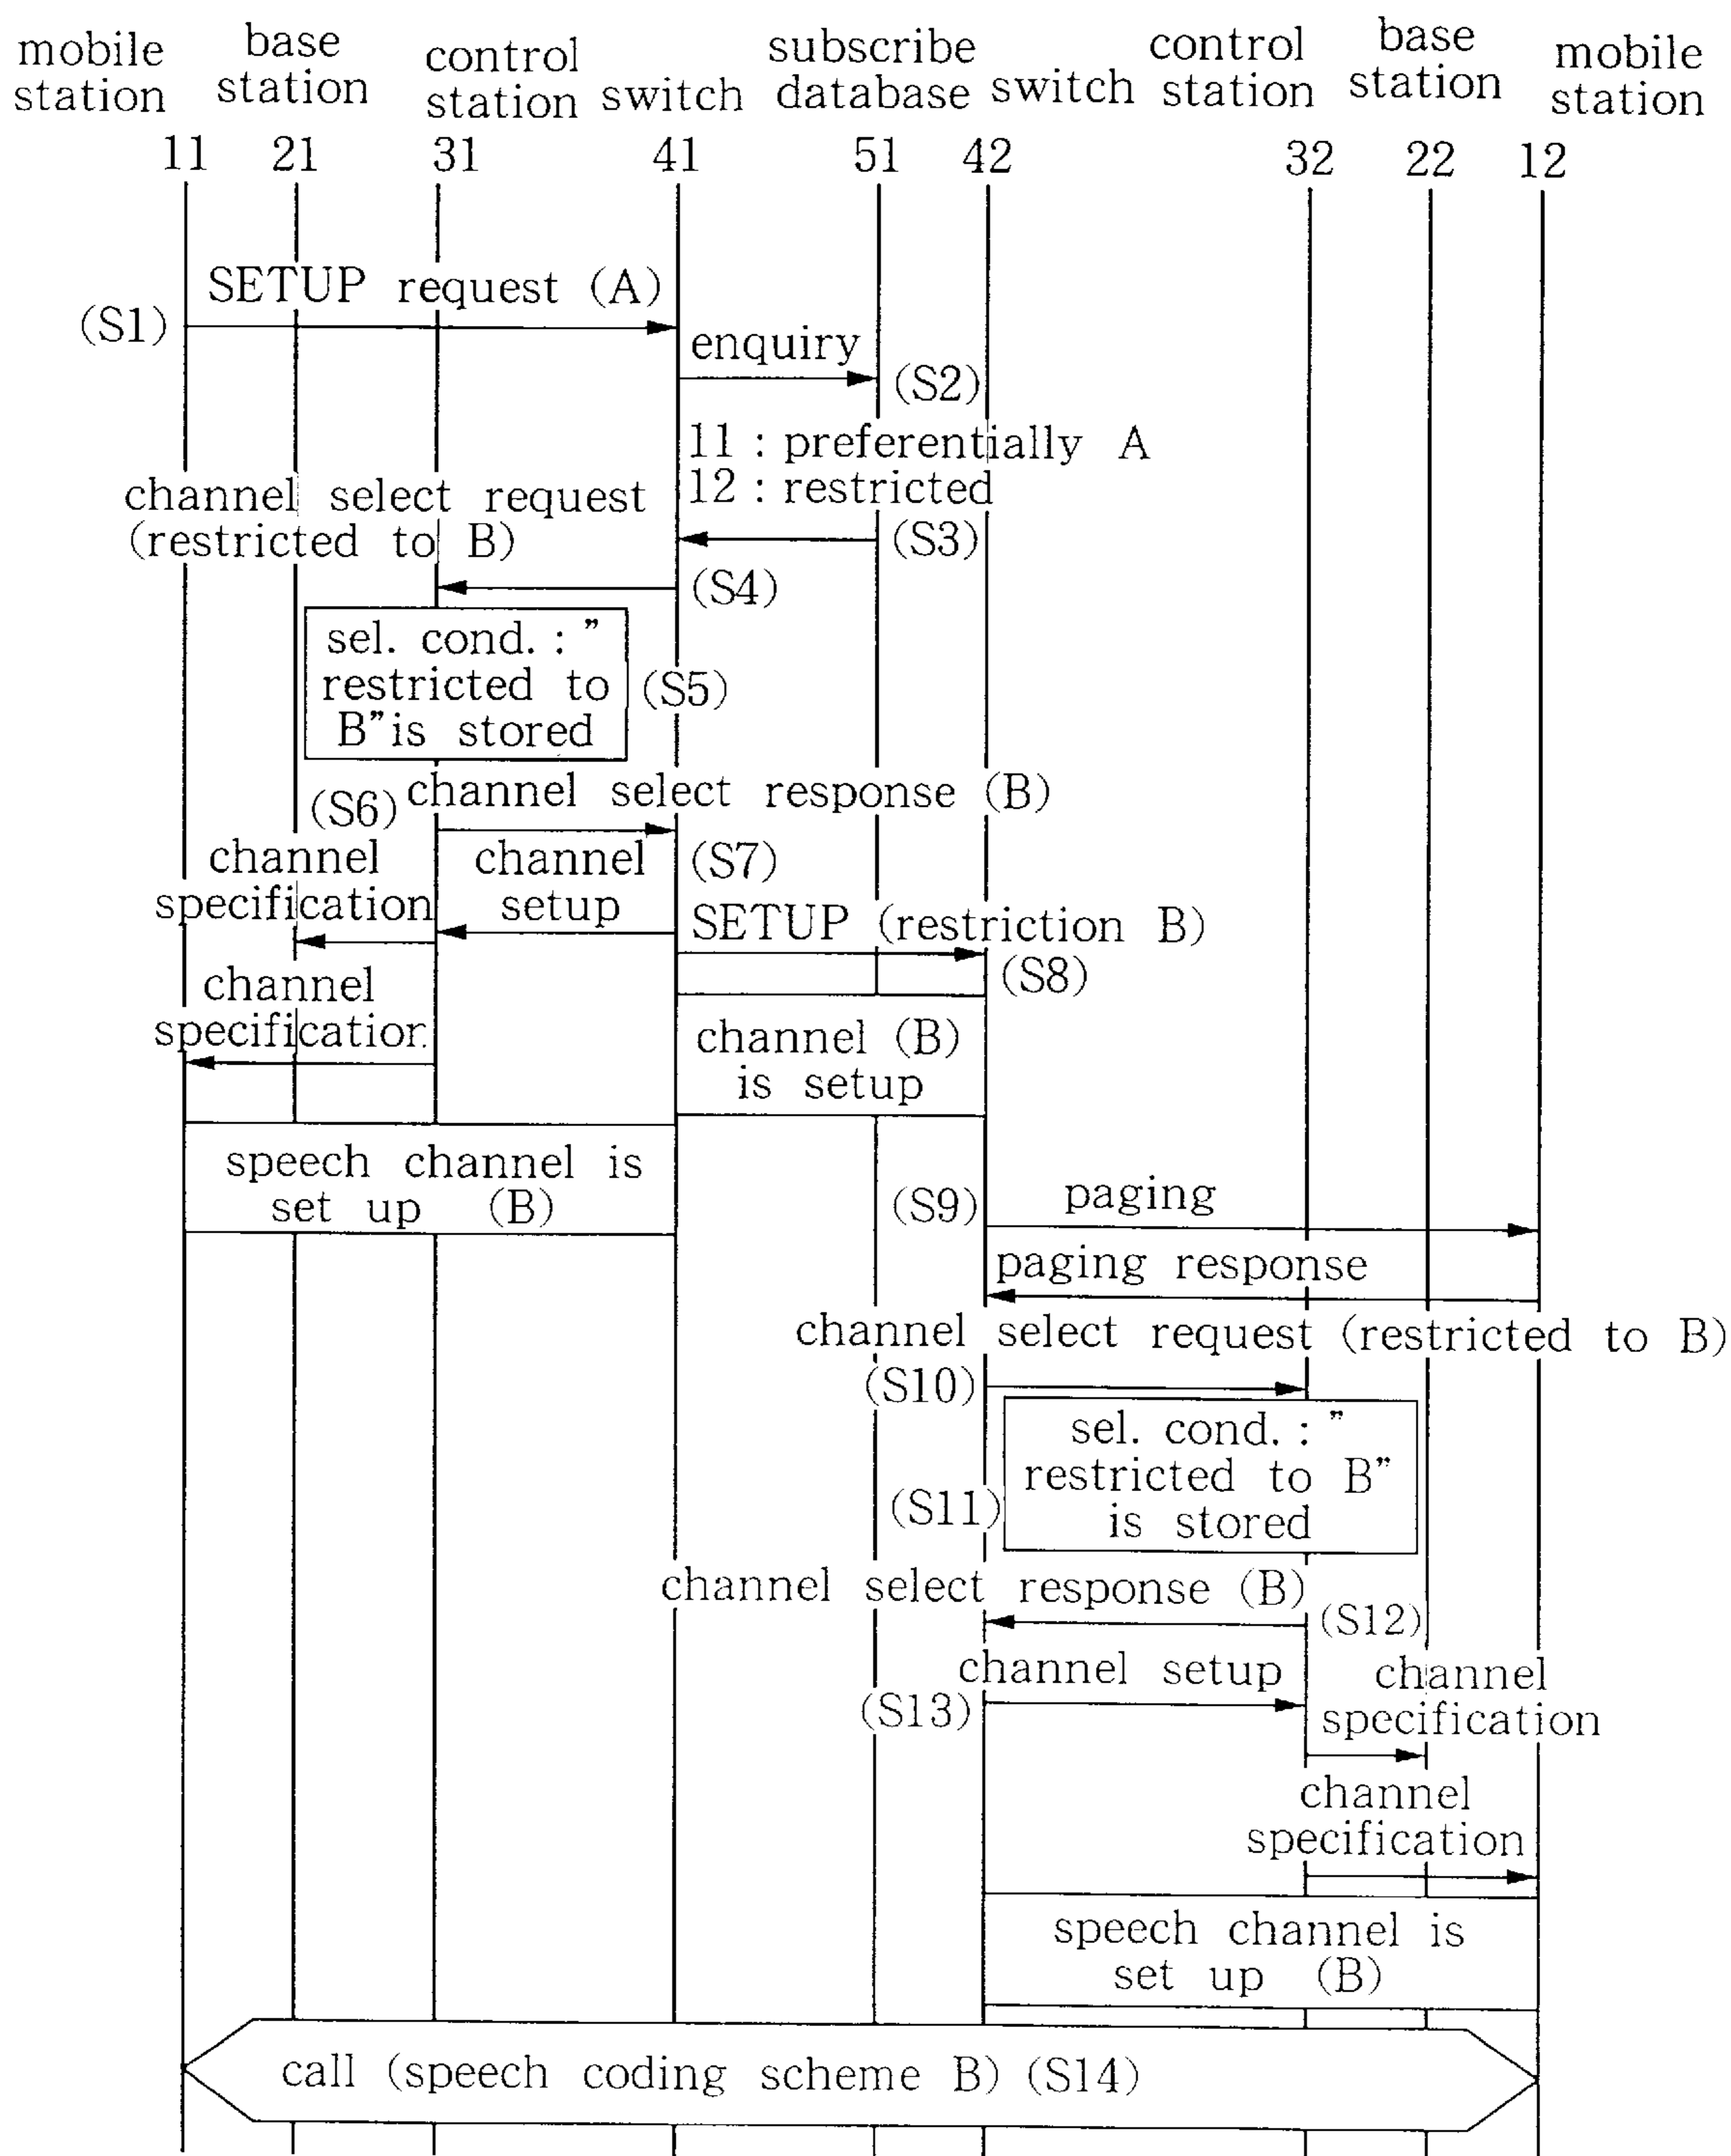 mobile station
base station
control station
switch
subscribe database
switch
control station
base station
mobile station
11 21 31 41 51 42 32 22 12
SETUP request (A)
(S1)
enquiry
(S2)
11 : preferentially A
12 : restricted
channel select request
(restricted to B)
(S3)
(S4)
sel. cond. : ”
restricted to
B” is stored
(S5)
channel select response (B)
(S6)
channel
specification
channel
setup
(S7)
SETUP (restriction B)
(S8)
channel
specification
channel (B)
is setup
speech channel is
set up (B)
(S9)
paging
paging response
channel select request (restricted to B)
(S10)
sel. cond. : ”
restricted to B”
is stored
(S11)
channel select response (B)
(S12)
channel setup
(S13)
channel
specification
channel
specification
speech channel is
set up (B)
call (speech coding scheme B) (S14)